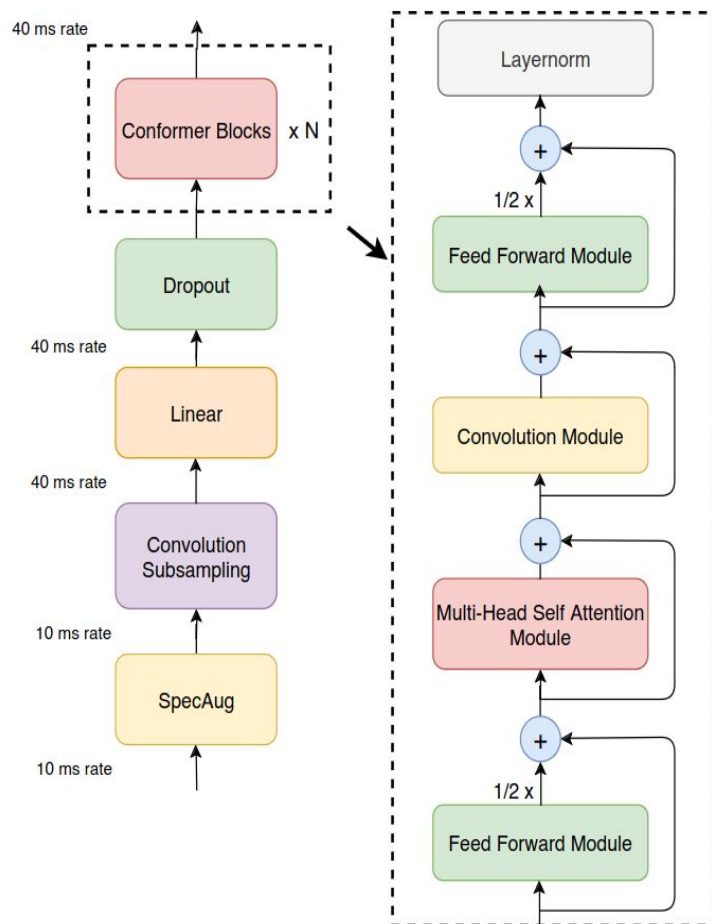 40 ms rate
Conformer Blocks
x N
Dropout
40 ms rate
Linear
40 ms rate
Convolution
Subsampling
10 ms rate
SpecAug
10 ms rate
Layernorm
+
1/2 x
Feed Forward Module
+
Convolution Module
+
Multi-Head Self Attention
Module
+
1/2 x
Feed Forward Module